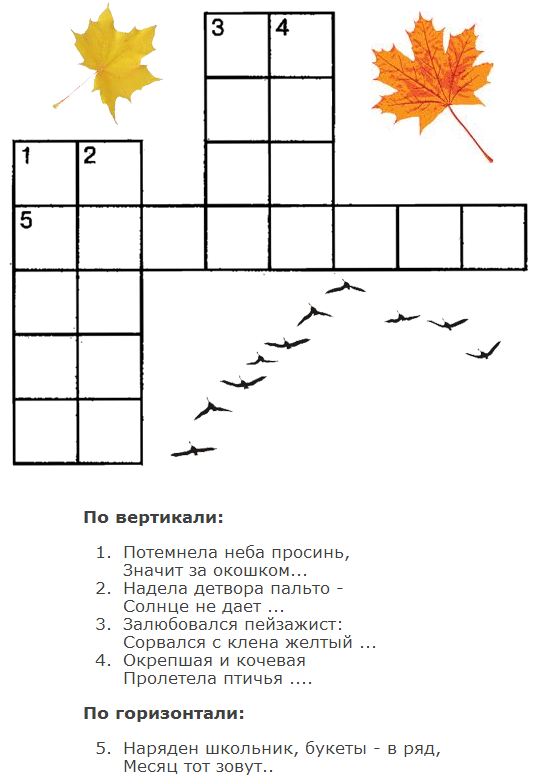 3 4
1 2
5
По вертикали:
1. Потемнела неба просинь,
Значит за окошком...
2. Надела детвора пальто -
Солнце не дает ...
3. Залюбовался пейзажист:
Сорвался с клена желтый ...
4. Окрепшая и кочевая
Пролетела птичья ....
По горизонтали:
5. Наряден школьник, букеты - в ряд,
Месяц тот зовут..